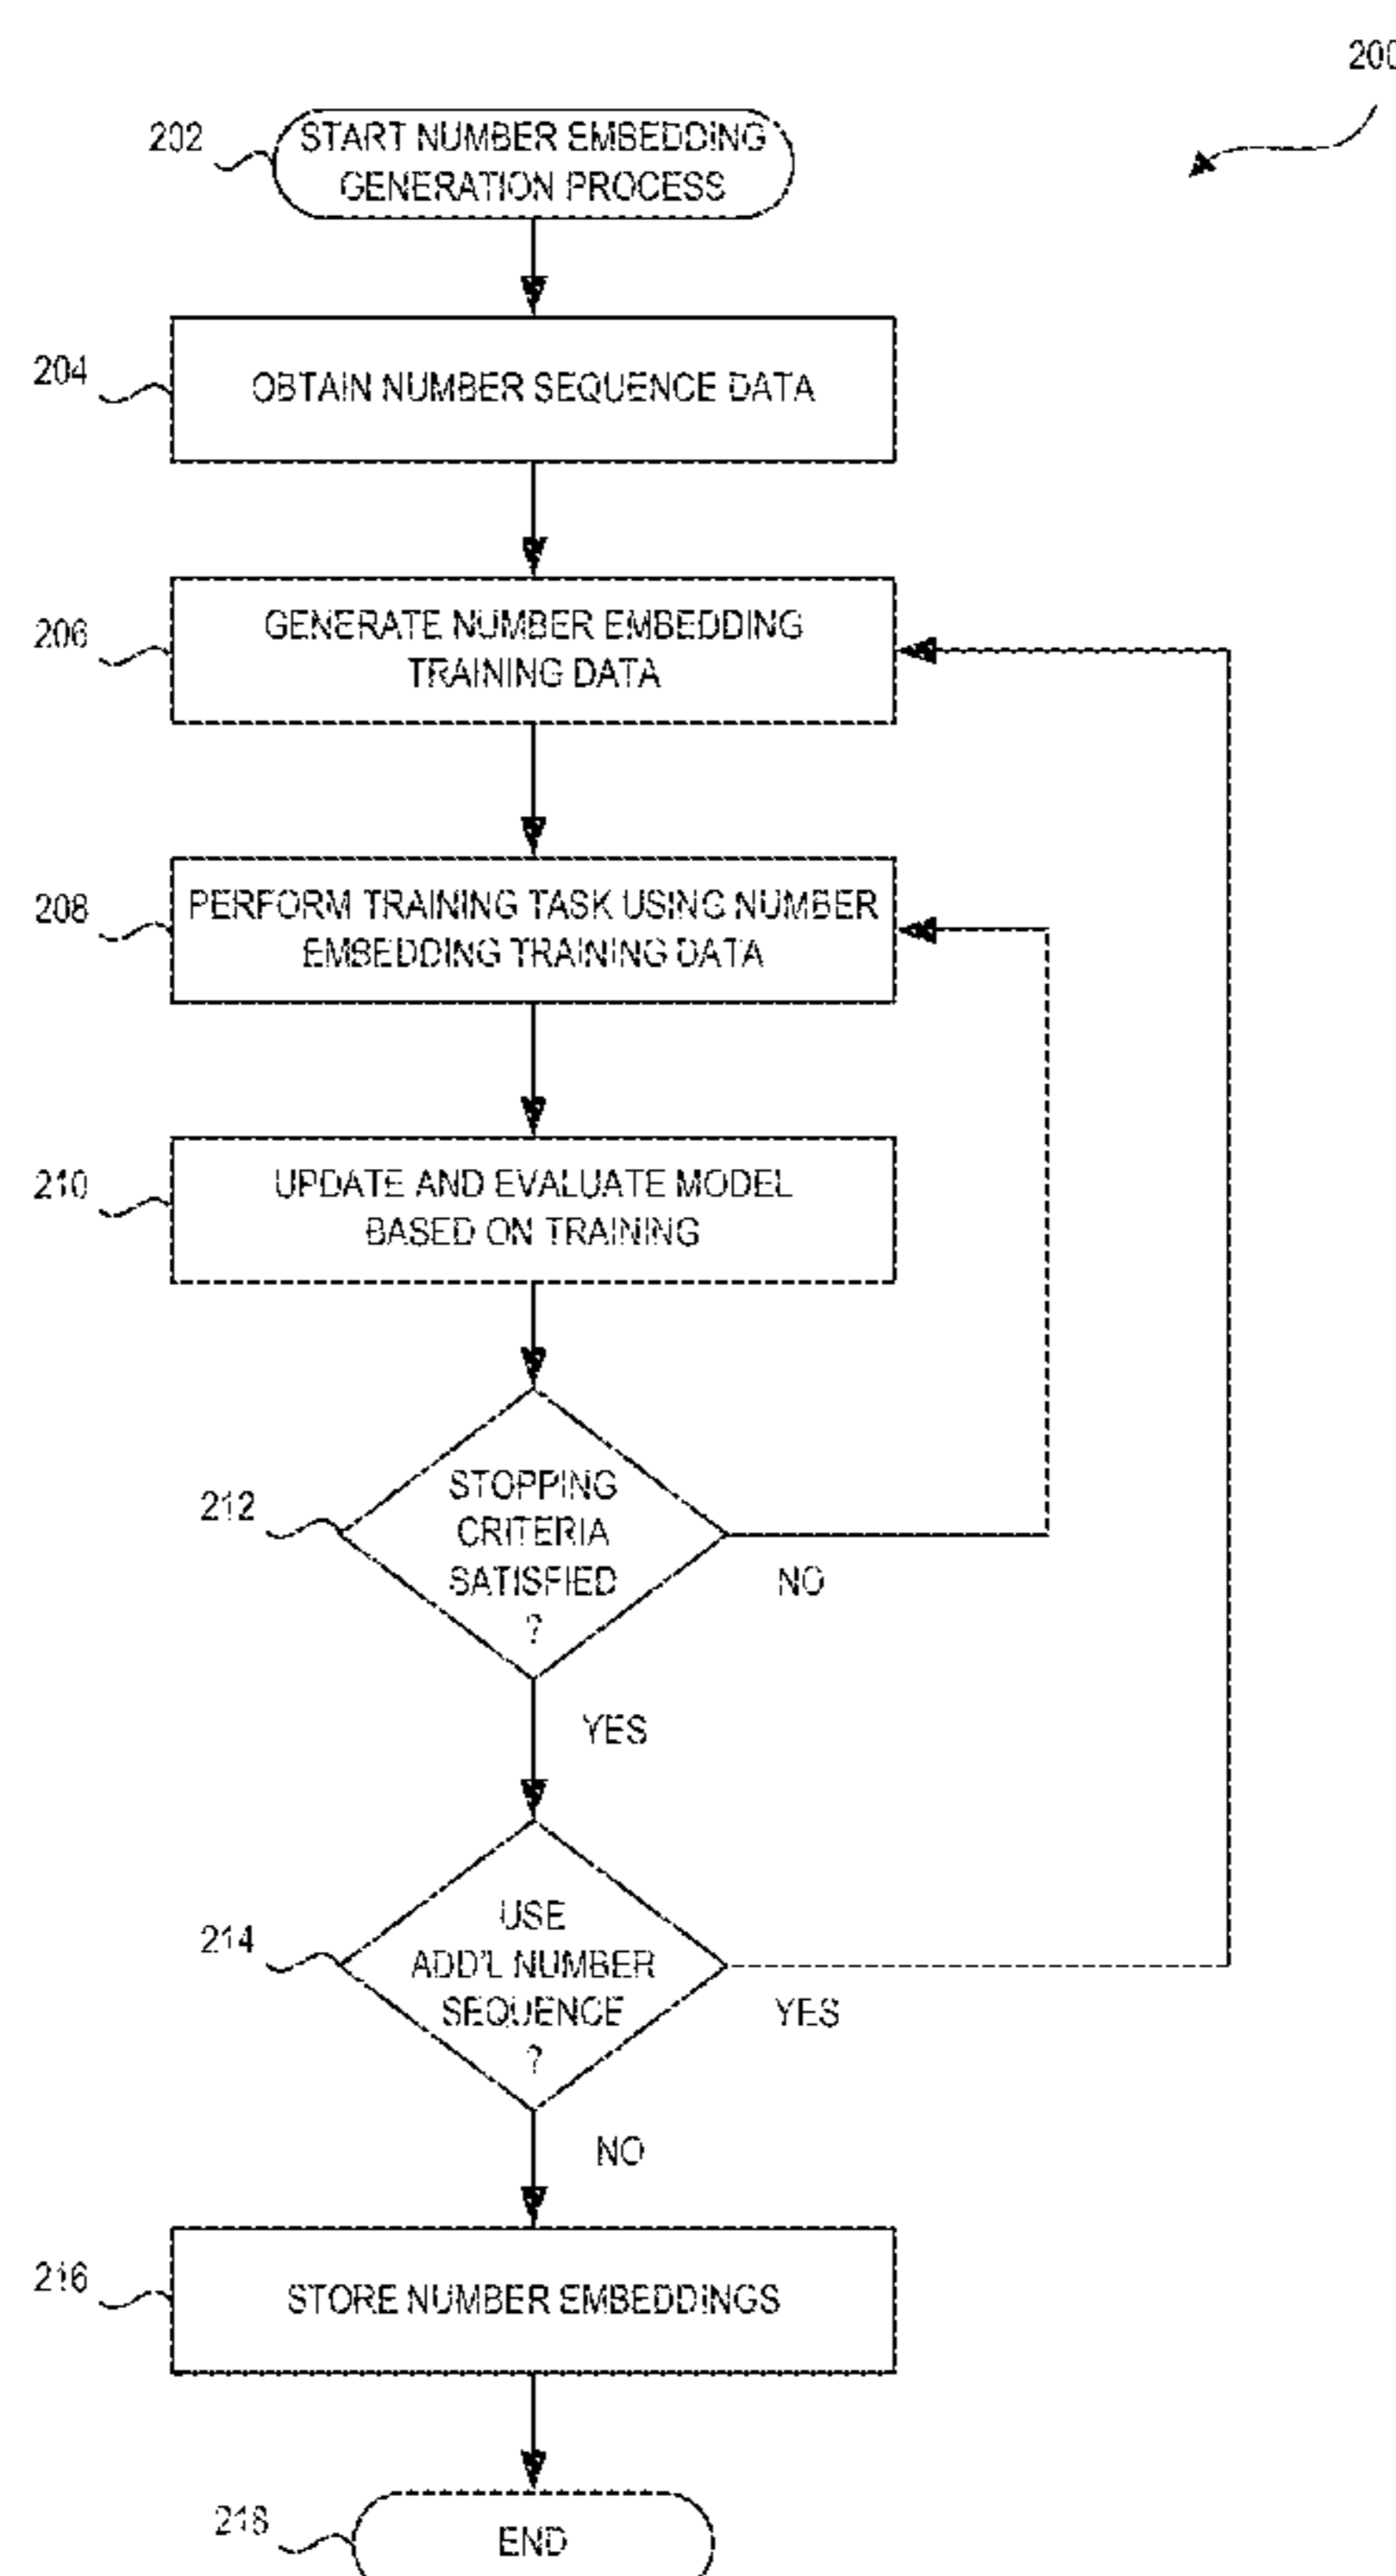 200
202
START NUMBER EMBEDDING
GENERATION PROCESS
204
OBTAIN NUMBER SEQUENCE DATA
206
GENERATE NUMBER EMBEDDING
TRAINING DATA
208
PERFORM TRAINING TASK USING NUMBER
EMBEDDING TRAINING DATA
210
UPDATE AND EVALUATE MODEL
BASED ON TRAINING
212
STOPPING
CRITERIA
SATISFIED
?
NO
YES
214
USE
ADD'L NUMBER
SEQUENCE
?
YES
NO
216
STORE NUMBER EMBEDDINGS
218
END